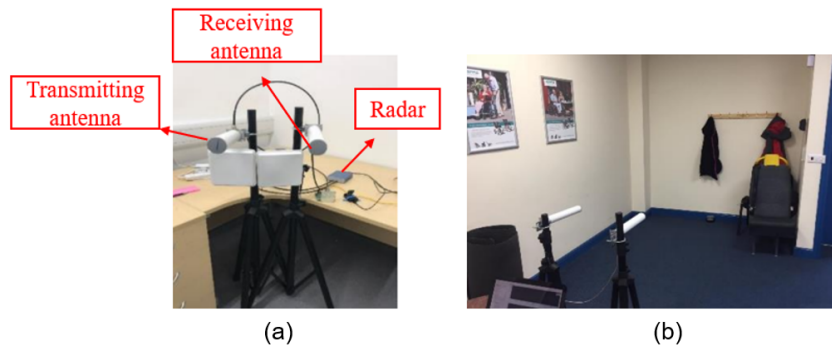 Receiving
antenna
Transmitting
antenna
Radar
(a)
(b)